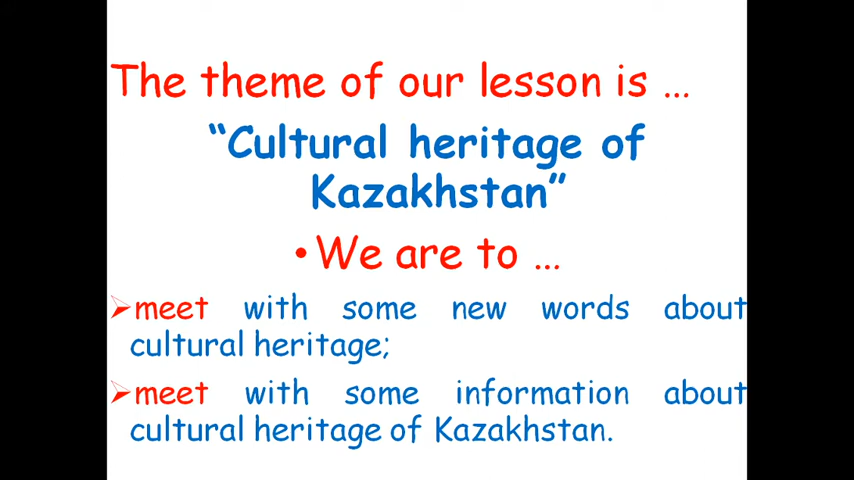 The theme of our lesson is ...
“Cultural heritage of
Kazakhstan”
•We are to ...
➢meet with some new words about
cultural heritage;
➢meet with some information about
cultural heritage of Kazakhstan.